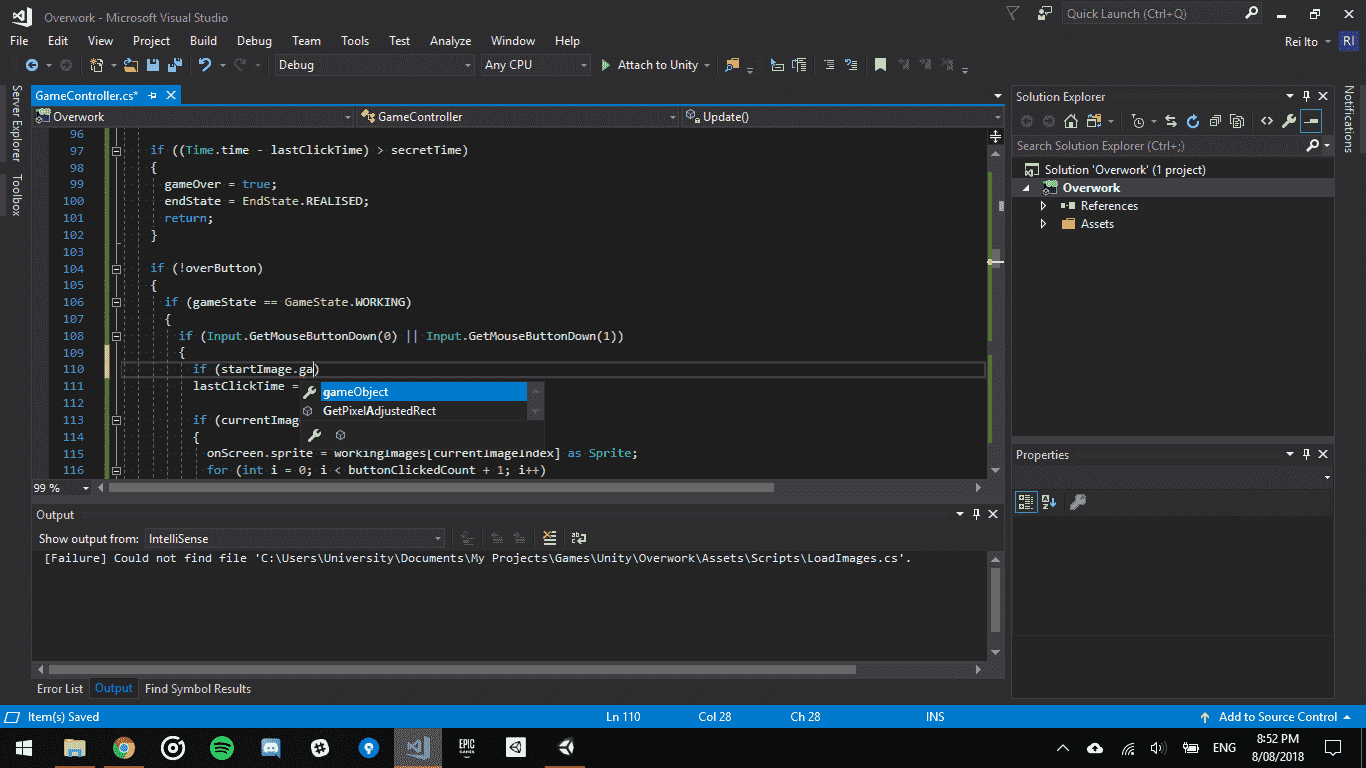 Overwork - Microsoft Visual Studio
Quick Launch (Ctrl+Q)
File Edit View Project Build Debug Team Tools Test Analyze Window Help
Rei Ito RI
Debug Any CPU Attach to Unity
Server Explorer
Toolbox
GameController.cs*
Overwork GameController Update()
96
97 if ((Time.time - lastClickTime) > secretTime)
98 {
99 gameOver = true;
100 endState = EndState.REALISED;
101 return;
102 }
103
104 if (!overButton)
105 {
106 if (gameState == GameState.WORKING)
107 {
108 if (Input.GetMouseButtonDown(0) || Input.GetMouseButtonDown(1))
109 {
110 if (startImage.ga)
111 lastClickTime =
gameObject
112
GetPixelAdjustedRect
113 if (currentImag
114 {
115 onScreen.sprite = workingImages[currentImageIndex] as Sprite;
116 for (int i = 0; i < buttonClickedCount + 1; i++)
99 %
Output
Show output from: IntelliSense
[Failure] Could not find file 'C:\Users\University\Documents\My Projects\Games\Unity\Overwork\Assets\Scripts\LoadImages.cs'.
Error List Output Find Symbol Results
Solution Explorer
Search Solution Explorer (Ctrl+;)
Solution 'Overwork' (1 project)
Overwork
References
Assets
Properties
Notifications
Item(s) Saved Ln 110 Col 28 Ch 28 INS Add to Source Control
EPIC GAMES
ENG
8:52 PM
8/08/2018